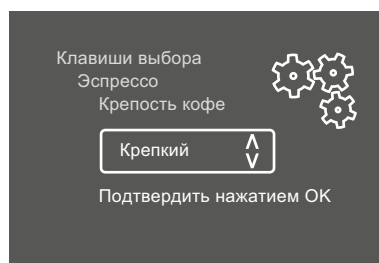 Клавиши выбора
Эспрессо
Крепость кофе
Крепкий
Подтвердить нажатием OK